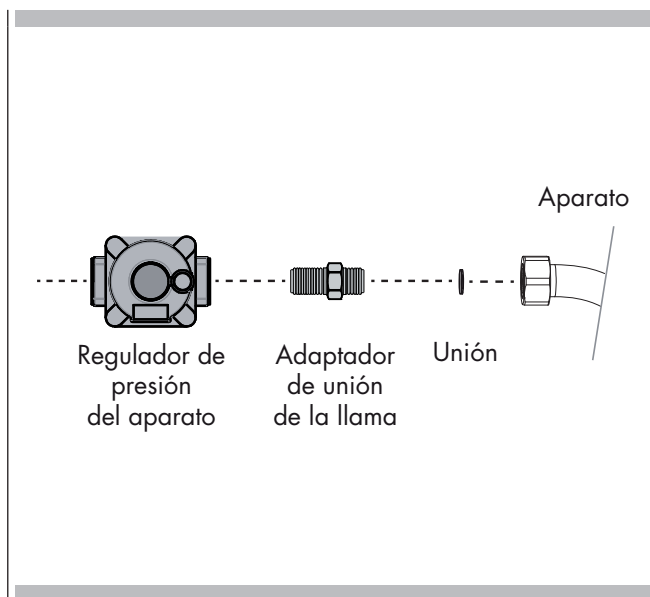 Aparato
Regulador de
presión
del aparato
Adaptador
de unión
de la llama
Unión